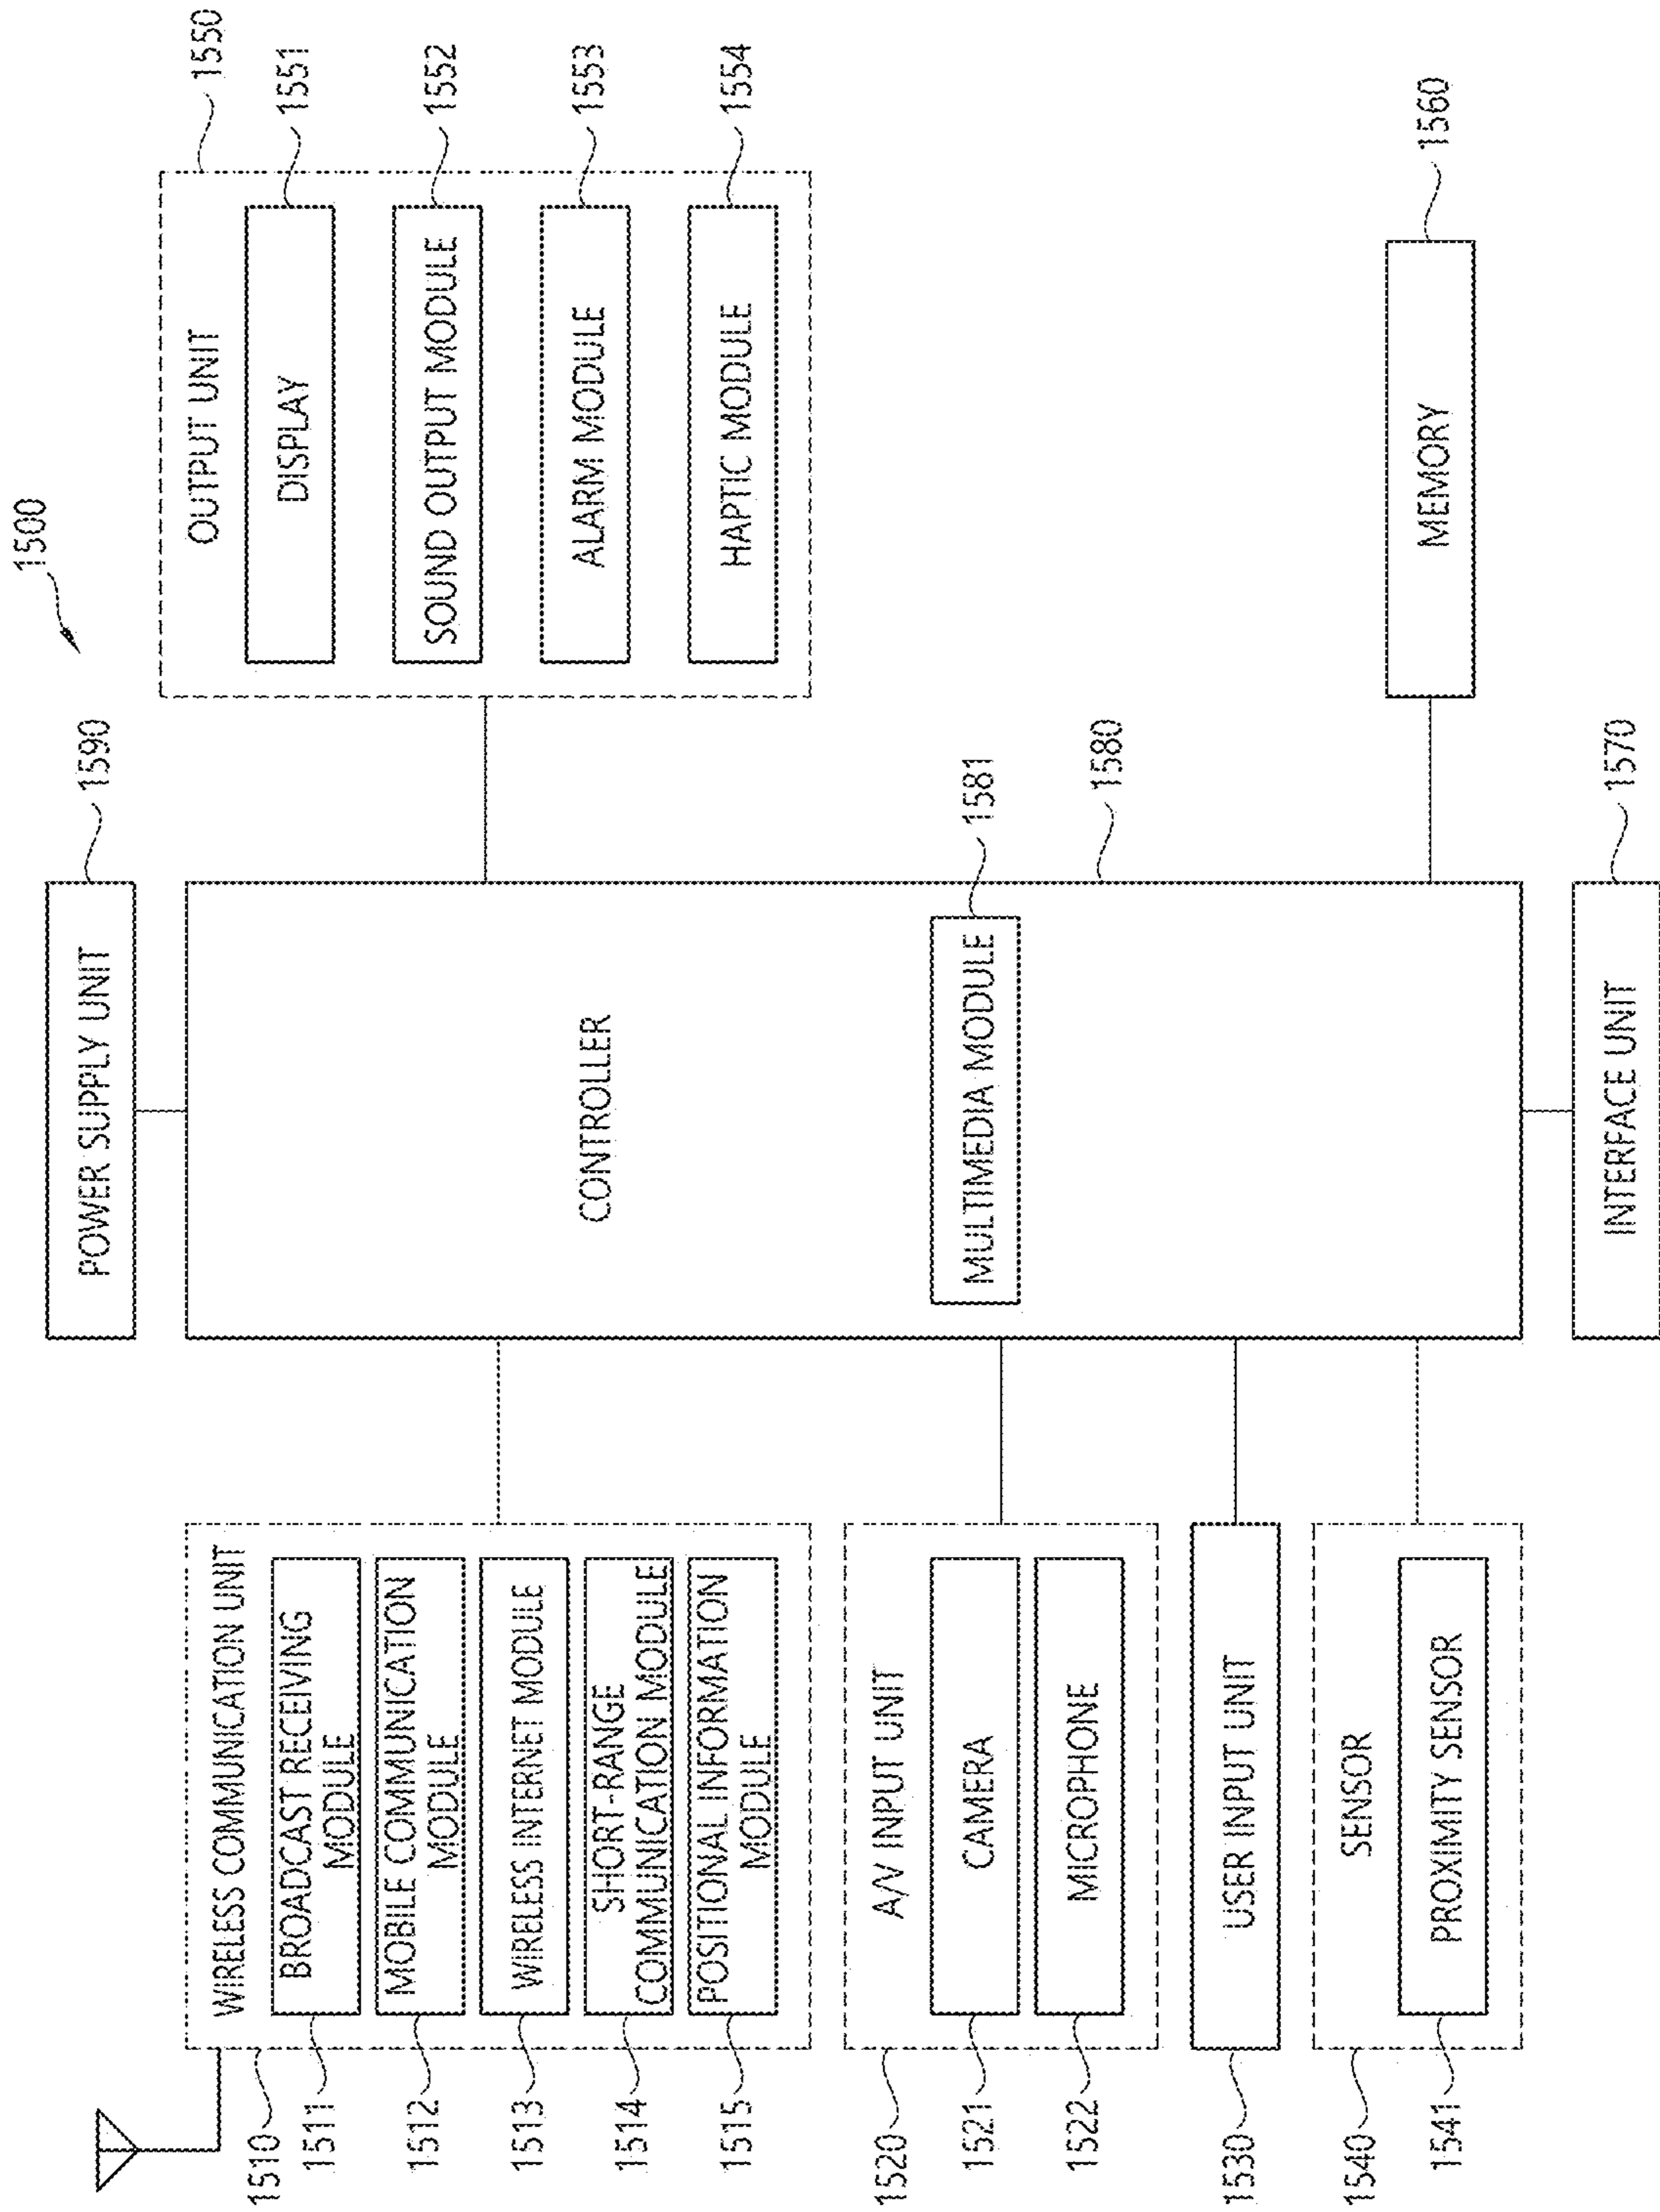 1500
POWER SUPPLY UNIT
1590
WIRELESS COMMUNICATION UNIT
1510
BROADCAST RECEIVING
MODULE
1511
MOBILE COMMUNICATION
MODULE
1512
WIRELESS INTERNET MODULE
1513
SHORT-RANGE
COMMUNICATION MODULE
1514
POSITIONAL INFORMATION
MODULE
1515
A/V INPUT UNIT
1520
CAMERA
1521
MICROPHONE
1522
USER INPUT UNIT
1530
SENSOR
1540
PROXIMITY SENSOR
1541
CONTROLLER
MULTIMEDIA MODULE
1581
1580
OUTPUT UNIT
1550
DISPLAY
1551
SOUND OUTPUT MODULE
1552
ALARM MODULE
1553
HAPTIC MODULE
1554
MEMORY
1560
INTERFACE UNIT
1570